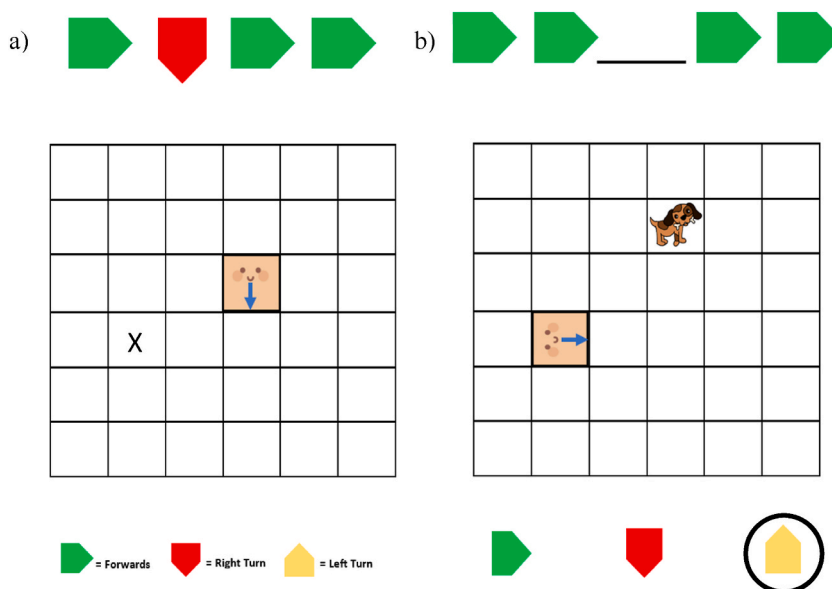 a)
b)
X
= Forwards
= Right Turn
= Left Turn